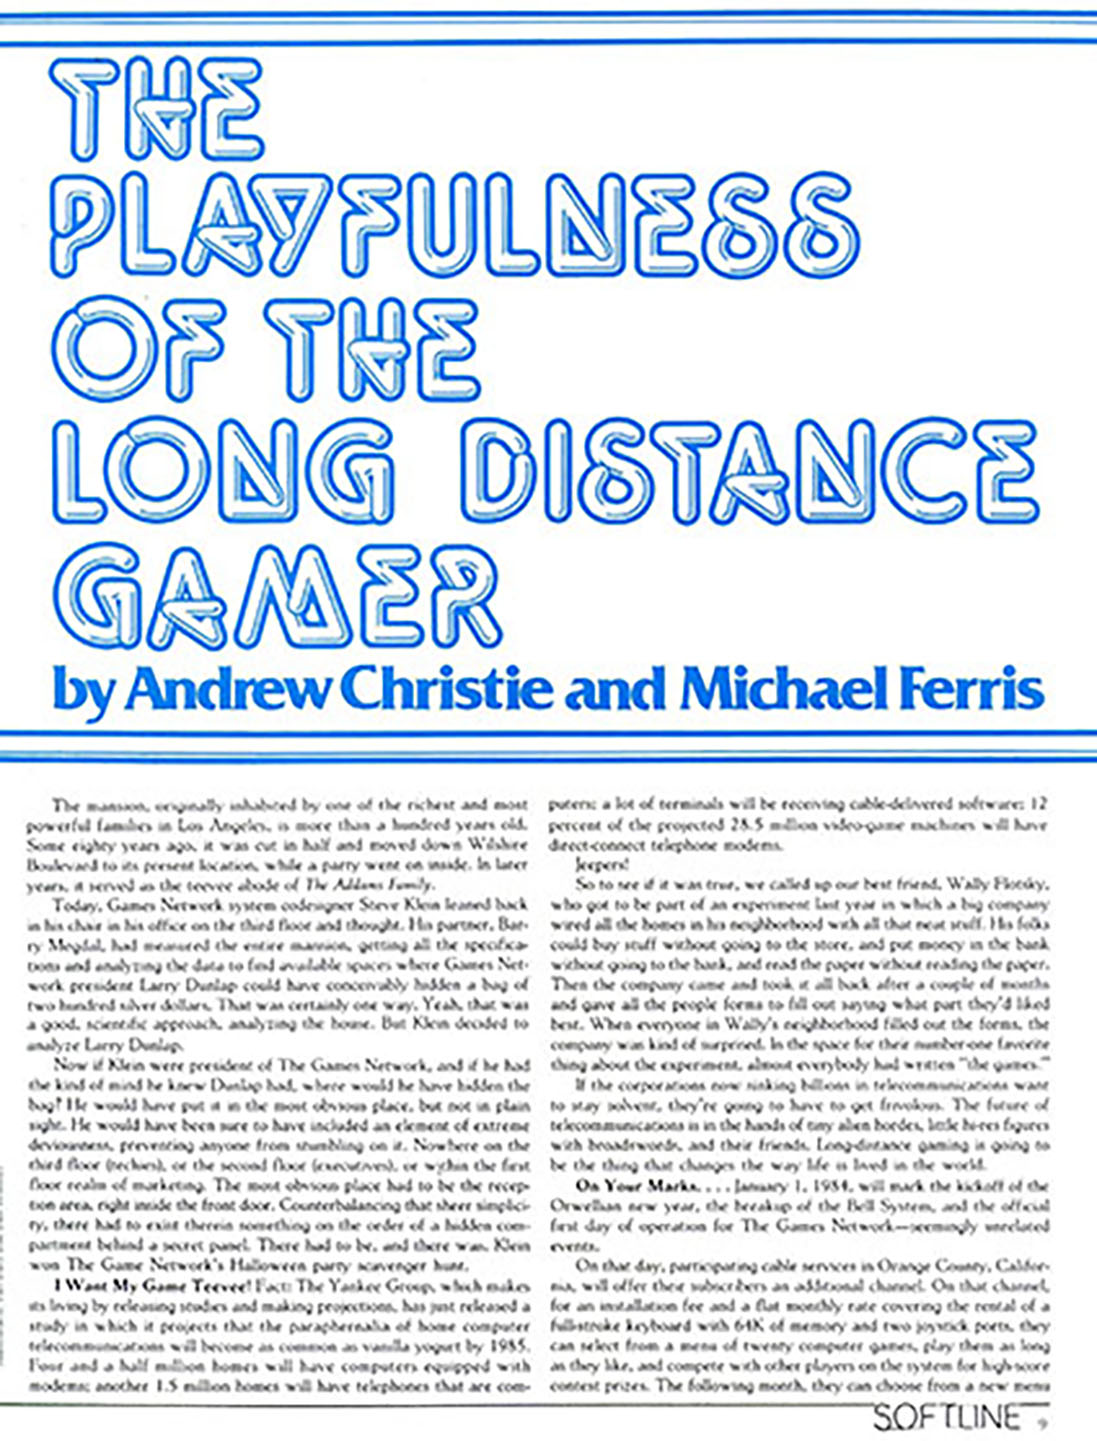 THE
PLAYFULNESS
OF THE
LONG DISTANCE
GAMER
by Andrew Christie and Michael Ferris
The mansion, originally inhabited by one of the richest and most
powerful families in Los Angeles, is more than a hundred years old.
Some eighty years ago, it was cut in half and moved down Wilshire
Boulevard to its present location, while a party went on inside. In later
years, it served as the teevee abode of The Addams Family.
Today, Games Network system codesigner Steve Klein leaned back
in his chair in his office on the third floor and thought. His partner, Bar-
ry Megdal, had measured the entire mansion, getting all the specifica-
tions and analyzing the data to find available spaces where Games Net-
work president Larry Dunlap could have conceivably hidden a bag of
two hundred silver dollars. That was certainly one way. Yeah, that was
a good, scientific approach, analyzing the house. But Klein decided to
analyze Larry Dunlap.
Now if Klein were president of The Games Network, and if he had
the kind of mind he knew Dunlap had, where would he have hidden the
bag? He would have put it in the most obvious place, but not in plain
sight. He would have been sure to have included an element of extreme
deviousness, preventing anyone from stumbling on it. Nowhere on the
third floor (techies), or the second floor (executives), or within the first
floor realm of marketing. The most obvious place had to be the recep-
tion area, right inside the front door. Counterbalancing that sheer simplici-
ty, there had to exist therein something on the order of a hidden com-
partment behind a secret panel. There had to be, and there was. Klein
won The Game Network's Halloween party scavenger hunt.
I Want My Game Teevee! Fact: The Yankee Group, which makes
its living by releasing studies and making projections, has just released a
study in which it projects that the paraphernalia of home computer
telecommunications will become as common as vanilla yogurt by 1985.
Four and a half million homes will have computers equipped with
modems; another 1.5 million homes will have telephones that are com-
puters; a lot of terminals will be receiving cable-delivered software; 12
percent of the projected 28.5 million video-game machines will have
direct-connect telephone modems.
Jeepers!
So to see if it was true, we called up our best friend, Wally Flotsky,
who got to be part of an experiment last year in which a big company
wired all the homes in his neighborhood with all that neat stuff. His folks
could buy stuff without going to the store, and put money in the bank
without going to the bank, and read the paper without reading the paper.
Then the company came and took it all back after a couple of months
and gave all the people forms to fill out saying what part they'd liked
best. When everyone in Wally's neighborhood filled out the forms, the
company was kind of surprised. In the space for their number-one favorite
thing about the experiment, almost everybody had written "the games."
If the corporations now sinking billions in telecommunications want
to stay solvent, they're going to have to get frivolous. The future of
telecommunications is in the hands of tiny alien hordes, little hi-res figures
with broadswords, and their friends. Long-distance gaming is going to
be the thing that changes the way life is lived in the world.
On Your Marks. . . . January 1, 1984, will mark the kickoff of the
Orwellian new year, the breakup of the Bell System, and the official
first day of operation for The Games Network—seemingly unrelated
events.
On that day, participating cable services in Orange County, Califor-
nia, will offer their subscribers an additional channel. On that channel,
for an installation fee and a flat monthly rate covering the rental of a
full-stroke keyboard with 64K of memory and two joystick ports, they
can select from a menu of twenty computer games, play them as long
as they like, and compete with other players on the system for high-score
contest prizes. The following month, they can choose from a new menu
SOFTLINE 9